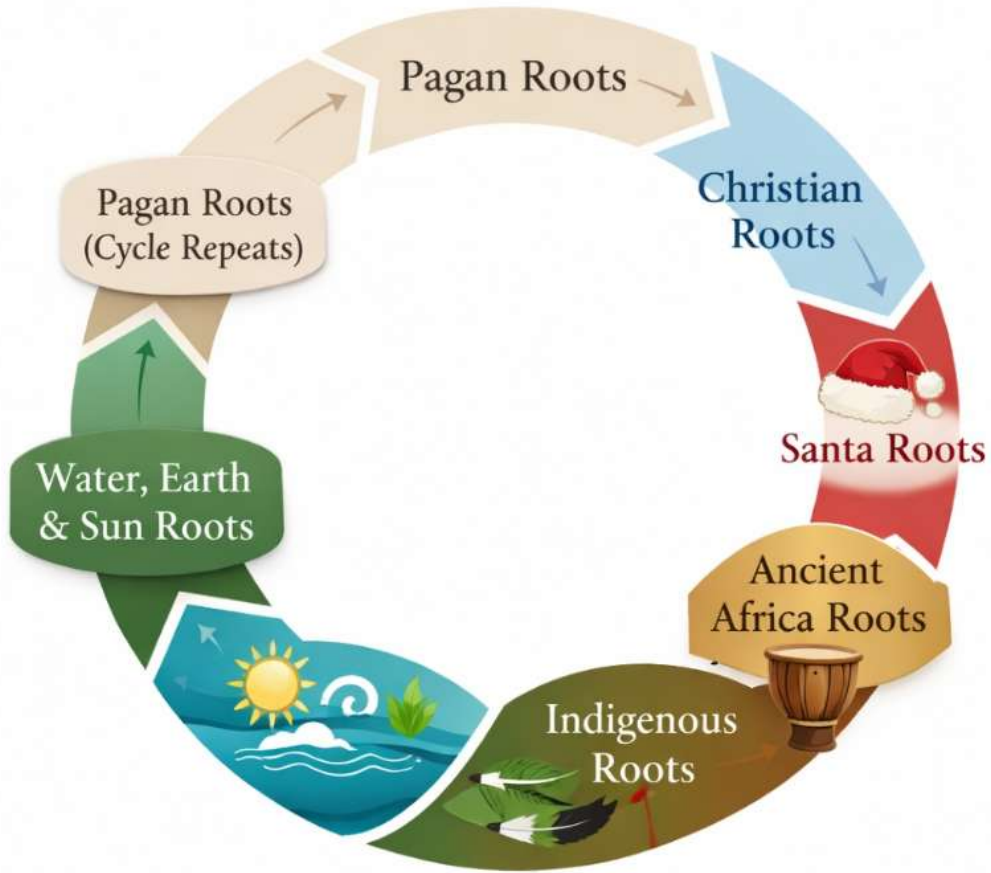 Pagan Roots
Christian
Roots
Santa Roots
Ancient
Africa Roots
Indigenous
Roots
Water, Earth
& Sun Roots
Pagan Roots
(Cycle Repeats)